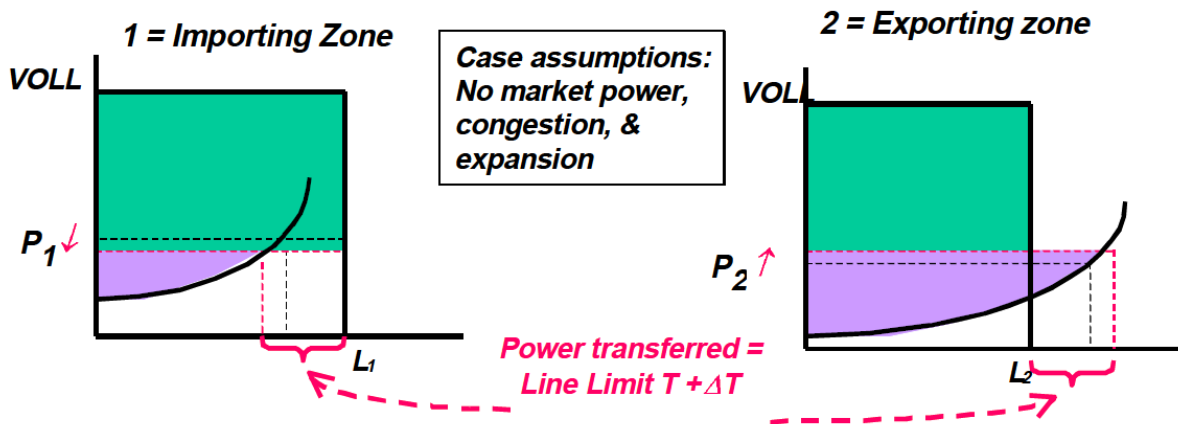 1 = Importing Zone
2 = Exporting zone
Case assumptions:
No market power,
congestion, &
expansion
VOLL
VOLL
P1
P2
L1
L2
Power transferred =
Line Limit T + ΔT